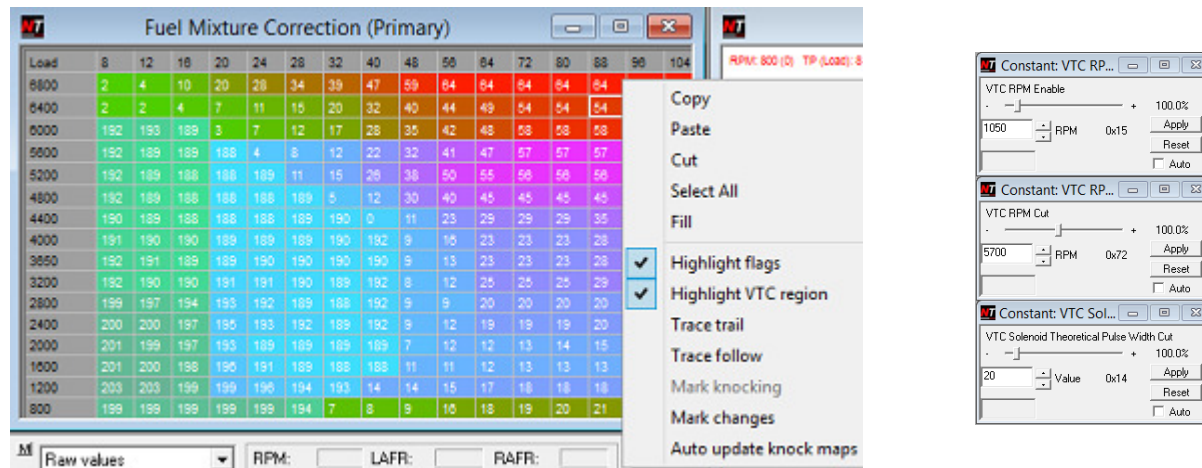 NT Fuel Mixture Correction (Primary)
Load 8 12 16 20 24 28 32 40 48 56 64 72 80 88 96 104
6800 2 4 10 20 28 34 39 47 59 64 64 64 64 64
6400 2 2 4 7 11 15 20 32 40 44 49 54 54 54
6000 192 193 189 3 7 12 17 28 35 42 48 58 58 58
5600 192 189 189 188 4 8 12 22 32 41 47 57 57 57
5200 192 189 188 188 189 11 15 26 38 50 55 56 56 56
4800 192 189 188 188 188 189 5 12 30 40 45 45 45 45
4400 190 189 188 188 188 189 190 0 11 23 29 29 29 35
4000 191 190 190 189 189 189 190 192 9 16 23 23 23 28
3650 192 191 189 189 190 190 190 190 9 13 23 23 23 28
3200 192 190 190 191 191 190 189 192 8 12 25 25 25 29
2800 199 197 194 193 192 189 188 192 9 9 20 20 20 20
2400 200 200 197 195 193 192 189 192 9 12 19 19 19 20
2000 201 199 197 193 189 189 189 189 7 12 12 13 14 15
1600 201 200 198 196 191 189 188 188 11 11 12 13 13 13
1200 203 203 199 199 196 194 193 14 14 15 17 18 18 18
800 199 199 199 199 199 194 7 8 9 16 18 19 20 21
Copy
Paste
Cut
Select All
Fill
Highlight flags
Highlight VTC region
Trace trail
Trace follow
Mark knocking
Mark changes
Auto update knock maps
M Raw values RPM: LAFR: RAFR:
NT
RPM: 800 (0) TP (Load): 8
NT Constant: VTC RP...
VTC RPM Enable
- + 100.0%
1050 RPM 0x15 Apply
Reset
Auto
NT Constant: VTC RP...
VTC RPM Cut
- + 100.0%
5700 RPM 0x72 Apply
Reset
Auto
NT Constant: VTC Sol...
VTC Solenoid Theoretical Pulse Width Cut
- + 100.0%
20 Value 0x14 Apply
Reset
Auto